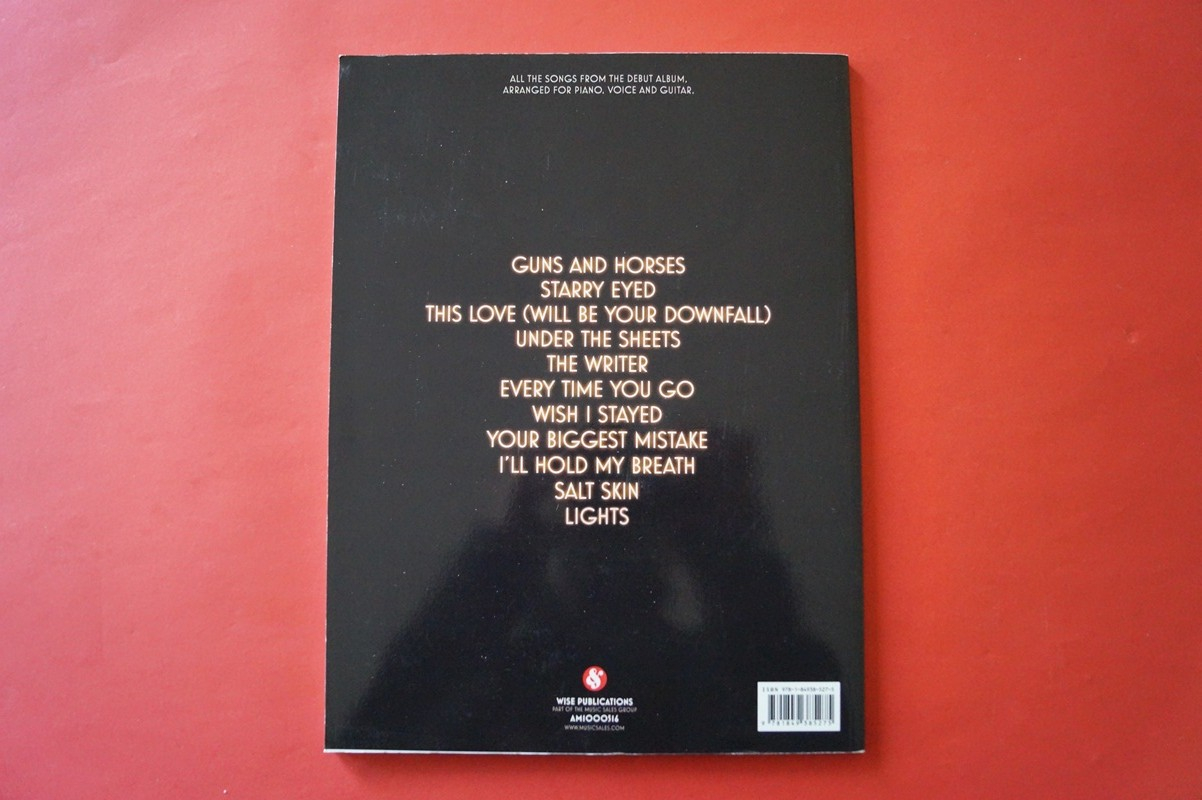 ALL THE SONGS FROM THE DEBUT ALBUM,
ARRANGED FOR PIANO, VOICE AND GUITAR.
GUNS AND HORSES
STARRY EYED
THIS LOVE (WILL BE YOUR DOWNFALL)
UNDER THE SHEETS
THE WRITER
EVERY TIME YOU GO
WISH I STAYED
YOUR BIGGEST MISTAKE
I'LL HOLD MY BREATH
SALT SKIN
LIGHTS
WISE PUBLICATIONS
PART OF THE MUSIC SALES GROUP
AM1000516
WWW.MUSICSALES.COM
ISBN